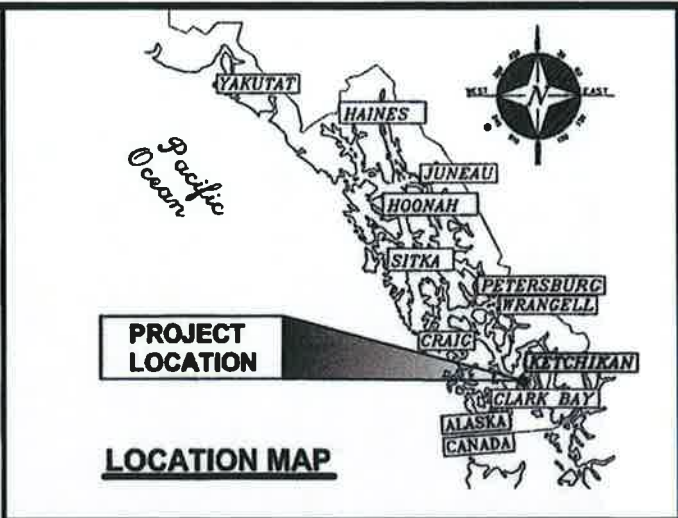 YAKUTAT
HAINES
WEST
N
EAST
Pacific
Ocean
JUNEAU
HOONAH
SITKA
PETERSBURG
WRANGELL
PROJECT
LOCATION
CRAIG
KETCHIKAN
CLARK BAY
ALASKA
CANADA
LOCATION MAP